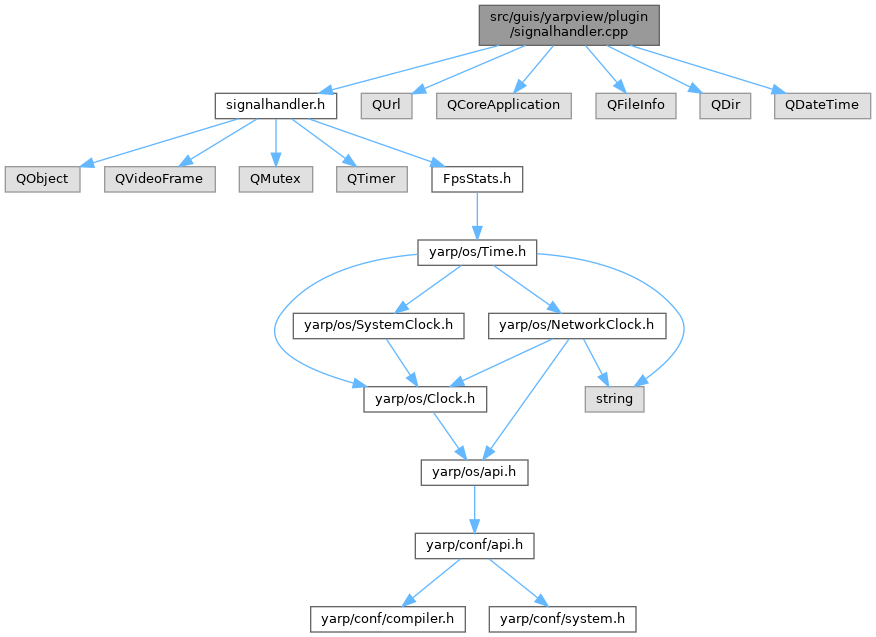 src/guis/yarpview/plugin
/signalhandler.cpp
signalhandler.h
QUrl
QCoreApplication
QFileInfo
QDir
QDateTime
QObject
QVideoFrame
QMutex
QTimer
FpsStats.h
yarp/os/Time.h
yarp/os/SystemClock.h
yarp/os/NetworkClock.h
yarp/os/Clock.h
string
yarp/os/api.h
yarp/conf/api.h
yarp/conf/compiler.h
yarp/conf/system.h